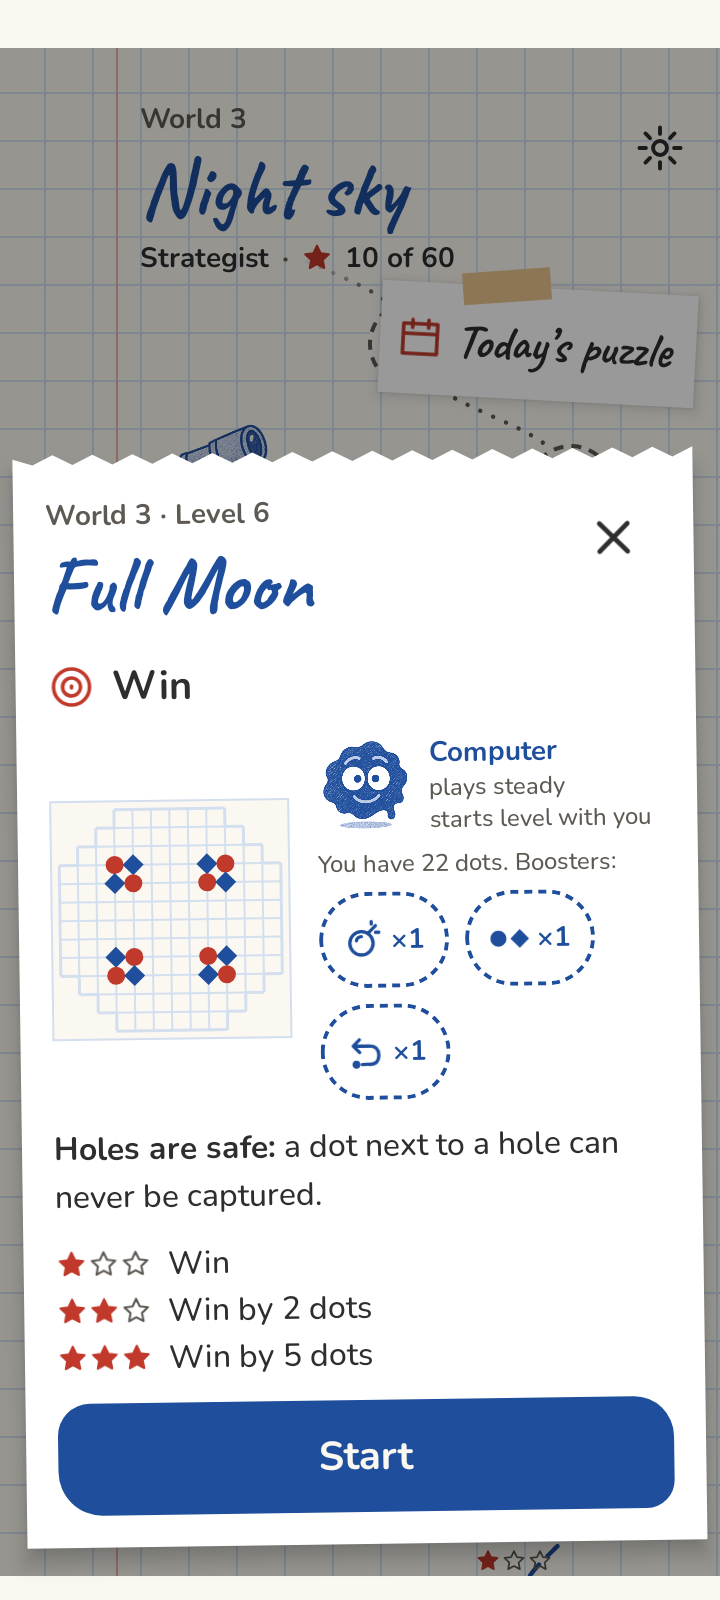 World 3
Night sky
Strategist · 10 of 60
Today's puzzle
World 3 · Level 6
Full Moon
Win
Computer
plays steady
starts level with you
You have 22 dots. Boosters:
×1
×1
×1
Holes are safe: a dot next to a hole can
never be captured.
Win
Win by 2 dots
Win by 5 dots
Start